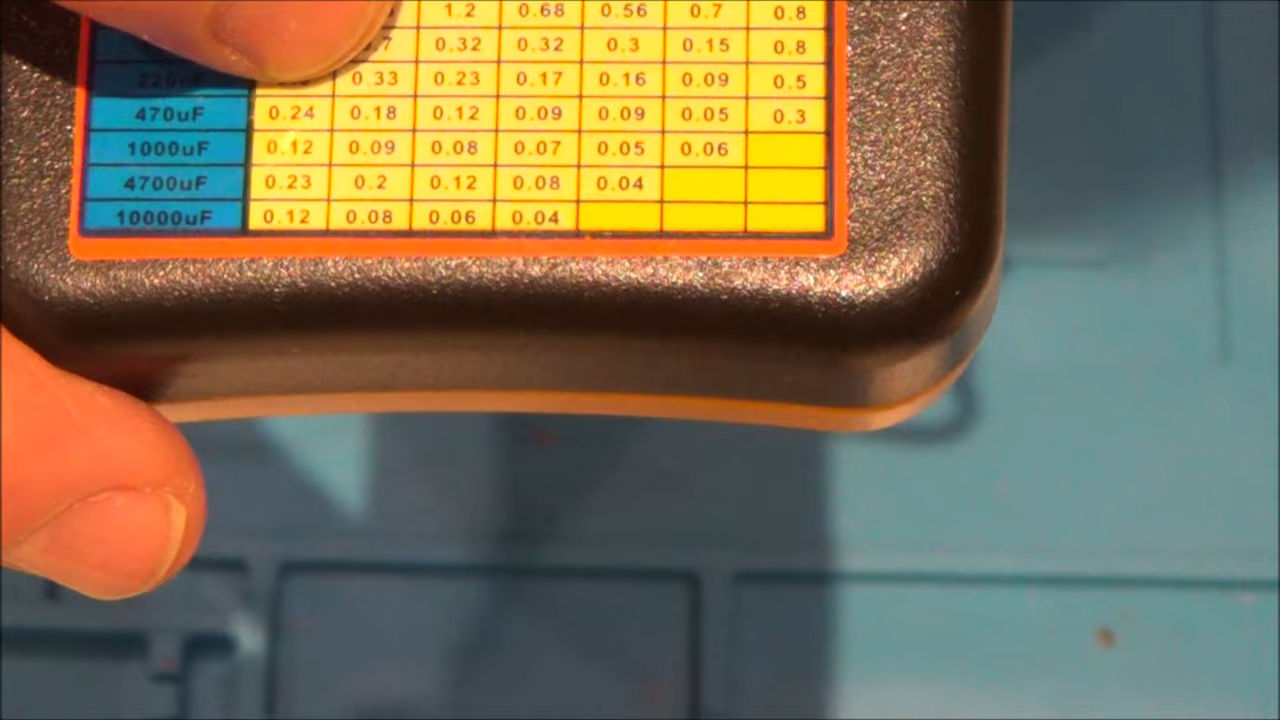 1.2 0.68 0.56 0.7 0.8
0.32 0.32 0.3 0.15 0.8
220uF 0.33 0.23 0.17 0.16 0.09 0.5
470uF 0.24 0.18 0.12 0.09 0.09 0.05 0.3
1000uF 0.12 0.09 0.08 0.07 0.05 0.06
4700uF 0.23 0.2 0.12 0.08 0.04
10000uF 0.12 0.08 0.06 0.04